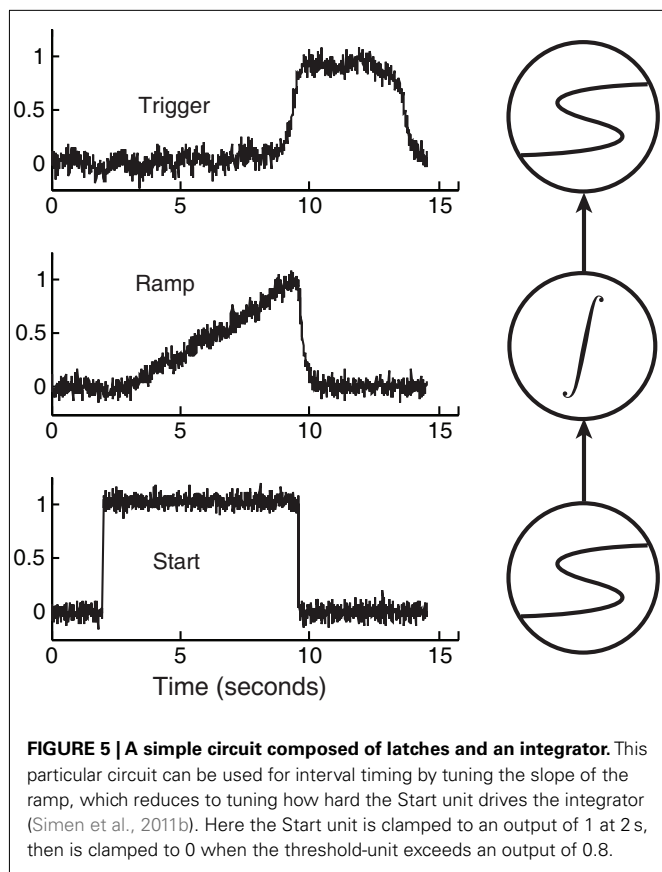 1
0.5
0
Trigger
0
5
10
15
1
0.5
0
Ramp
0
5
10
15
∫
1
0.5
0
Start
0
5
10
15
Time (seconds)
FIGURE 5 | A simple circuit composed of latches and an integrator. This
particular circuit can be used for interval timing by tuning the slope of the
ramp, which reduces to tuning how hard the Start unit drives the integrator
(Simen et al., 2011b). Here the Start unit is clamped to an output of 1 at 2 s,
then is clamped to 0 when the threshold-unit exceeds an output of 0.8.